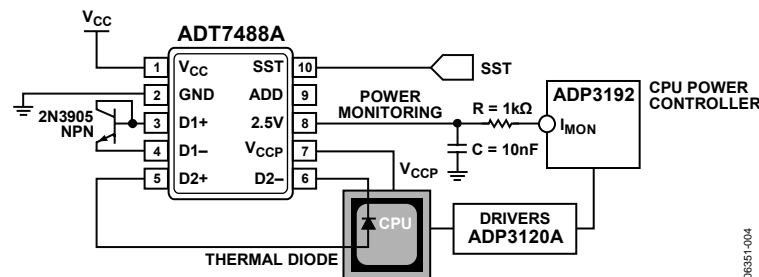 ADT7488A
VCC
1 VCC SST 10
2 GND ADD 9
3 D1+ 2.5V 8
4 D1– VCCP 7
5 D2+ D2– 6
2N3905
NPN
SST
POWER
MONITORING
R = 1kΩ
C = 10nF
VCCP
ADP3192
IMON
CPU POWER
CONTROLLER
CPU
THERMAL DIODE
DRIVERS
ADP3120A
06351-004